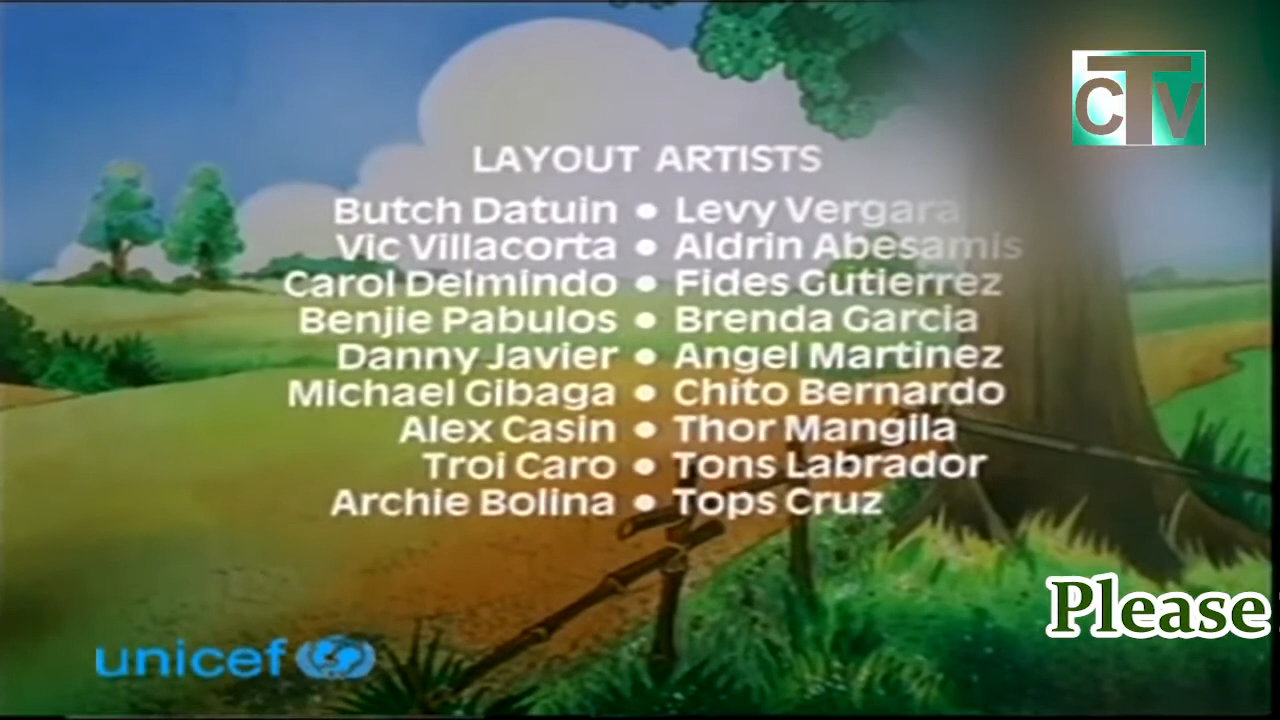 CTV
LAYOUT ARTISTS
Butch Datuin • Levy Vergara
Vic Villacorta • Aldrin Abesamis
Carol Delmindo • Fides Gutierrez
Benjie Pabulos • Brenda Garcia
Danny Javier • Angel Martinez
Michael Gibaga • Chito Bernardo
Alex Casin • Thor Mangila
Troi Caro • Tons Labrador
Archie Bolina • Tops Cruz
Please
unicef